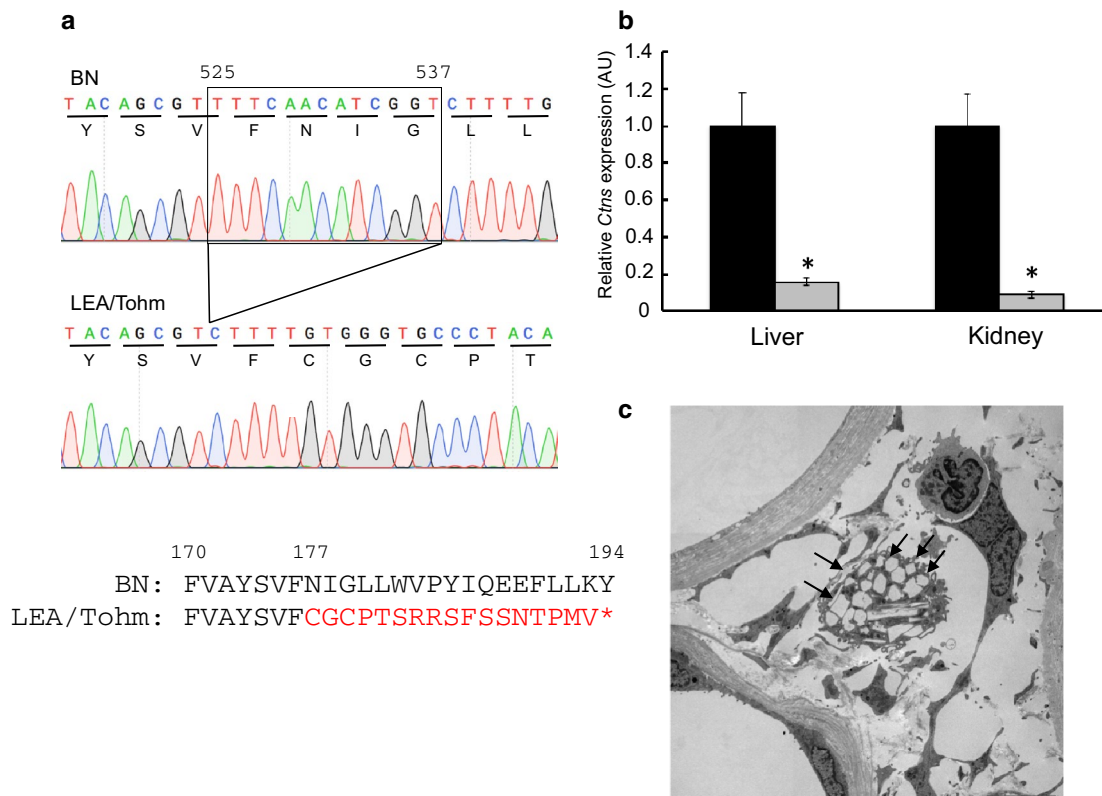 a
525 537
BN
T A C A G C G T T T T C A A C A T C G G T C T T T T G
Y S V F N I G L L
LEA/Tohm
T A C A G C G T C T T T T G T G G G T G C C C T A C A
Y S V F C G C P T
170 177 194
BN: FVAYSVFNIGLLWVPYIQEEFLLKY
LEA/Tohm: FVAYSVFCGCPTSRRSFSSNTPMV*
b
Relative Ctns expression (AU)
1.4
1.2
1.0
0.8
0.6
0.4
0.2
0
*
*
Liver Kidney
c